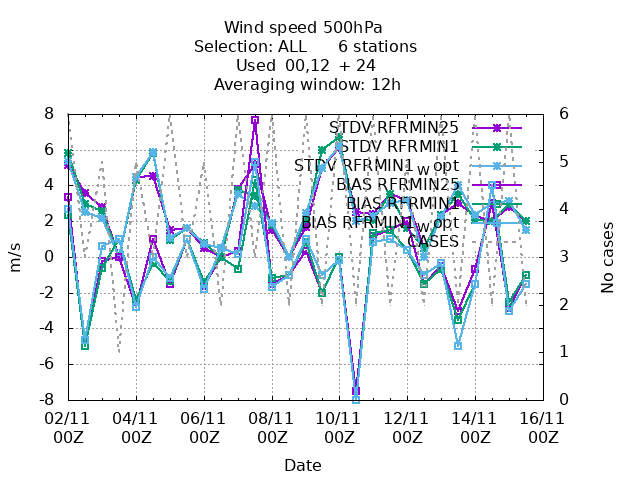 Wind speed 500hPa
Selection: ALL 6 stations
Used 00,12 + 24
Averaging window: 12h
STDV RFRMIN25
STDV RFRMIN1
STDV RFRMIN1_w_opt
BIAS RFRMIN25
BIAS RFRMIN1
BIAS RFRMIN1_w_opt
CASES
8
6
4
2
0
-2
-4
-6
-8
m/s
6
5
4
3
2
1
0
No cases
02/11 04/11 06/11 08/11 10/11 12/11 14/11 16/11
00Z 00Z 00Z 00Z 00Z 00Z 00Z 00Z
Date